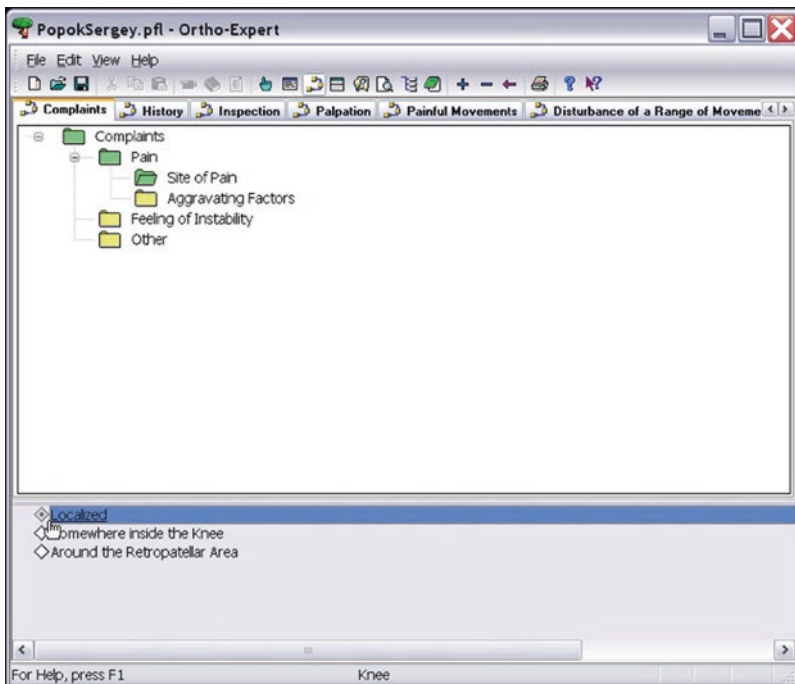 PopokSergey.pfl - Ortho-Expert
File Edit View Help
Complaints History Inspection Palpation Painful Movements Disturbance of a Range of Moveme
Complaints
Pain
Site of Pain
Aggravating Factors
Feeling of Instability
Other
Localized
Somewhere inside the Knee
Around the Retropatellar Area
For Help, press F1 Knee